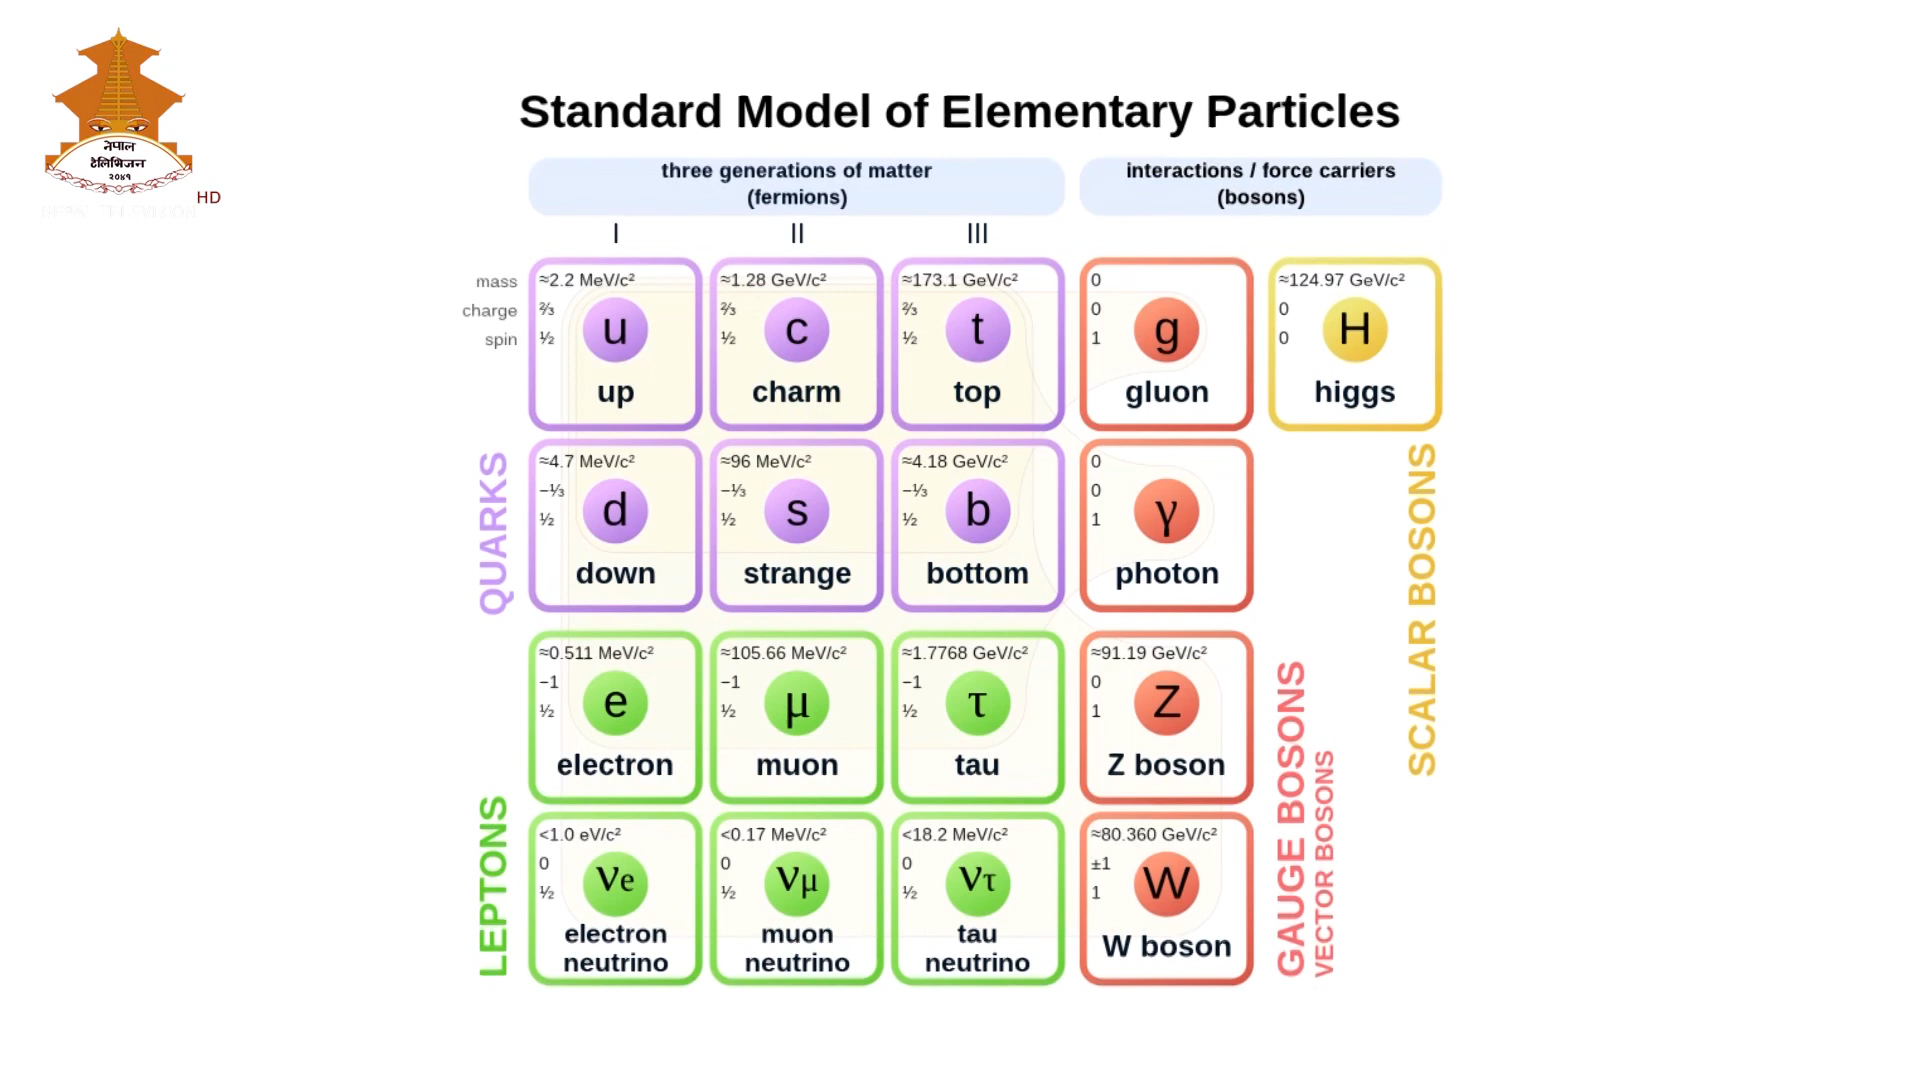 नेपाल
टेलिभिजन
२०४१
HD
Standard Model of Elementary Particles
three generations of matter
(fermions)
interactions / force carriers
(bosons)
I II III
mass
charge
spin
≈2.2 MeV/c²
⅔
½
u
up
≈1.28 GeV/c²
⅔
½
c
charm
≈173.1 GeV/c²
⅔
½
t
top
0
0
1
g
gluon
≈124.97 GeV/c²
0
0
H
higgs
QUARKS
≈4.7 MeV/c²
−⅓
½
d
down
≈96 MeV/c²
−⅓
½
s
strange
≈4.18 GeV/c²
−⅓
½
b
bottom
0
0
1
γ
photon
SCALAR BOSONS
LEPTONS
≈0.511 MeV/c²
−1
½
e
electron
≈105.66 MeV/c²
−1
½
μ
muon
≈1.7768 GeV/c²
−1
½
τ
tau
≈91.19 GeV/c²
0
1
Z
Z boson
GAUGE BOSONS
VECTOR BOSONS
<1.0 eV/c²
0
½
νe
electron
neutrino
<0.17 MeV/c²
0
½
νμ
muon
neutrino
<18.2 MeV/c²
0
½
ντ
tau
neutrino
≈80.360 GeV/c²
±1
1
W
W boson